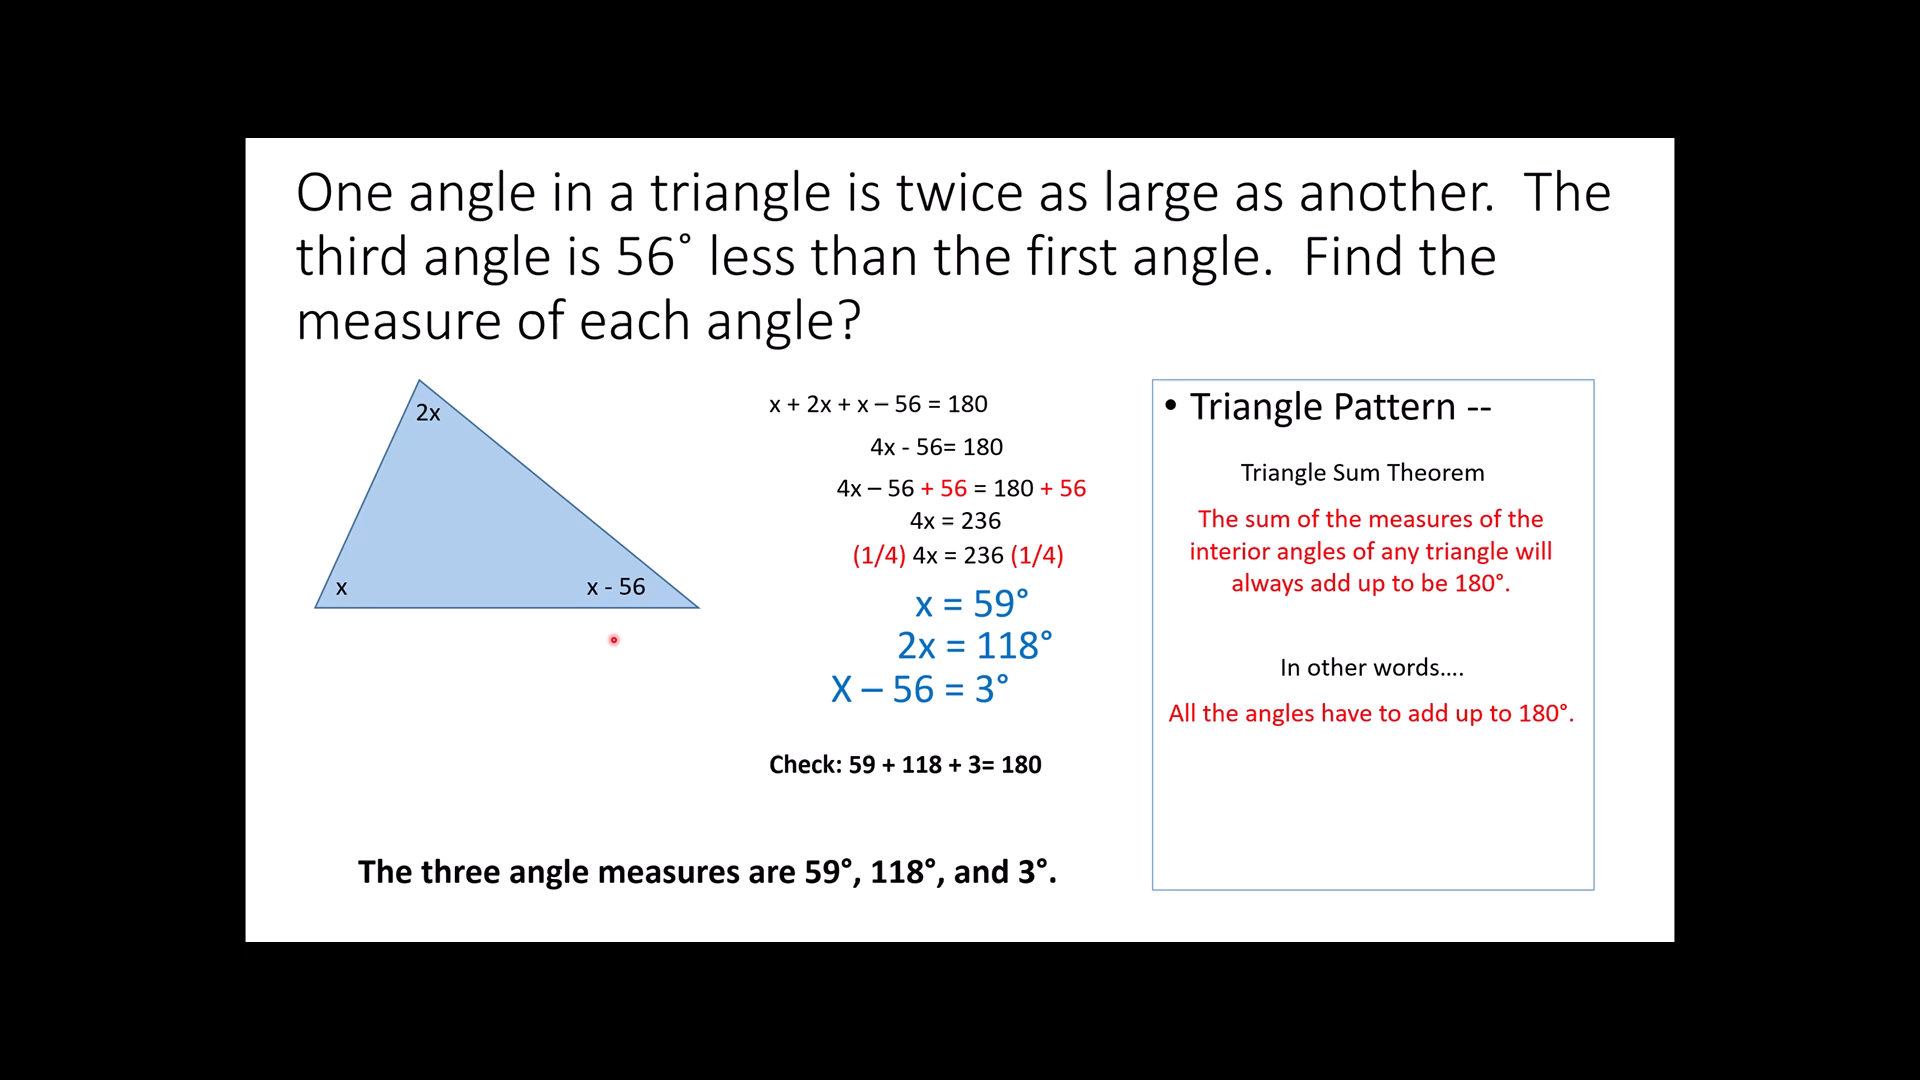 One angle in a triangle is twice as large as another. The
third angle is 56˚ less than the first angle. Find the
measure of each angle?
2x
x
x - 56
x + 2x + x – 56 = 180
4x - 56= 180
4x – 56 + 56 = 180 + 56
4x = 236
(1/4) 4x = 236 (1/4)
x = 59°
2x = 118°
X – 56 = 3°
Check: 59 + 118 + 3= 180
The three angle measures are 59°, 118°, and 3°.
• Triangle Pattern --
Triangle Sum Theorem
The sum of the measures of the
interior angles of any triangle will
always add up to be 180°.
In other words....
All the angles have to add up to 180°.